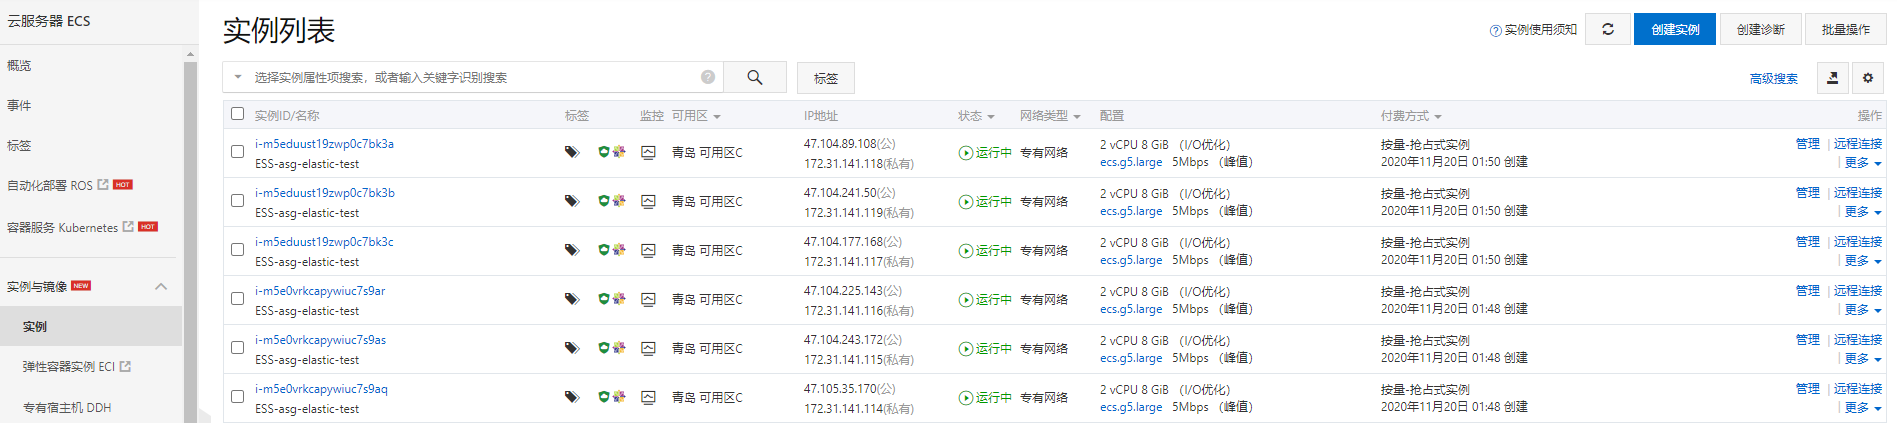 云服务器 ECS
概览
事件
标签
自动化部署 ROS HOT
容器服务 Kubernetes HOT
实例与镜像 NEW
实例
弹性容器实例 ECI
专有宿主机 DDH
实例列表
?实例使用须知 创建实例 创建诊断 批量操作
选择实例属性项搜索，或者输入关键字识别搜索 ? 标签 高级搜索
实例ID/名称 标签 监控 可用区 IP地址 状态 网络类型 配置 付费方式 操作
i-m5eduust19zwp0c7bk3a 青岛 可用区C 47.104.89.108(公) 运行中 专有网络 2 vCPU 8 GiB （I/O优化） 按量-抢占式实例 管理 | 远程连接
ESS-asg-elastic-test 172.31.141.118(私有) ecs.g5.large 5Mbps （峰值） 2020年11月20日 01:50 创建 | 更多
i-m5eduust19zwp0c7bk3b 青岛 可用区C 47.104.241.50(公) 运行中 专有网络 2 vCPU 8 GiB （I/O优化） 按量-抢占式实例 管理 | 远程连接
ESS-asg-elastic-test 172.31.141.119(私有) ecs.g5.large 5Mbps （峰值） 2020年11月20日 01:50 创建 | 更多
i-m5eduust19zwp0c7bk3c 青岛 可用区C 47.104.177.168(公) 运行中 专有网络 2 vCPU 8 GiB （I/O优化） 按量-抢占式实例 管理 | 远程连接
ESS-asg-elastic-test 172.31.141.117(私有) ecs.g5.large 5Mbps （峰值） 2020年11月20日 01:50 创建 | 更多
i-m5e0vrkcapywiuc7s9ar 青岛 可用区C 47.104.225.143(公) 运行中 专有网络 2 vCPU 8 GiB （I/O优化） 按量-抢占式实例 管理 | 远程连接
ESS-asg-elastic-test 172.31.141.116(私有) ecs.g5.large 5Mbps （峰值） 2020年11月20日 01:48 创建 | 更多
i-m5e0vrkcapywiuc7s9as 青岛 可用区C 47.104.243.172(公) 运行中 专有网络 2 vCPU 8 GiB （I/O优化） 按量-抢占式实例 管理 | 远程连接
ESS-asg-elastic-test 172.31.141.115(私有) ecs.g5.large 5Mbps （峰值） 2020年11月20日 01:48 创建 | 更多
i-m5e0vrkcapywiuc7s9aq 青岛 可用区C 47.105.35.170(公) 运行中 专有网络 2 vCPU 8 GiB （I/O优化） 按量-抢占式实例 管理 | 远程连接
ESS-asg-elastic-test 172.31.141.114(私有) ecs.g5.large 5Mbps （峰值） 2020年11月20日 01:48 创建 | 更多